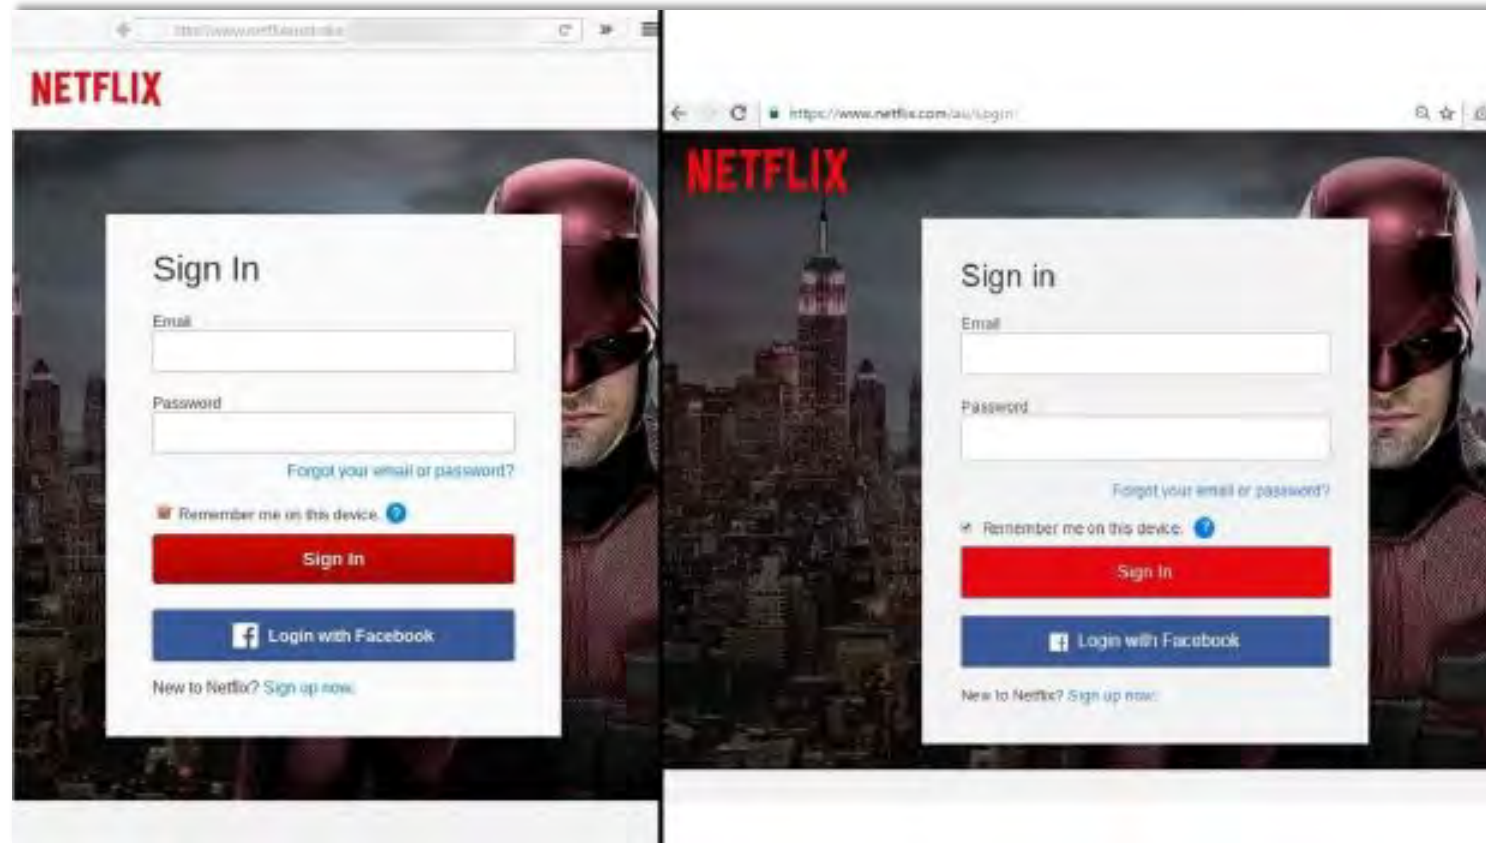 NETFLIX
Sign In
Email
Password
Forgot your email or password?
Remember me on this device. ?
Sign In
f Login with Facebook
New to Netflix? Sign up now.
https://www.netflix.com/au/Login
NETFLIX
Sign in
Email
Password
Forgot your email or password?
Remember me on this device. ?
Sign In
f Login with Facebook
New to Netflix? Sign up now.